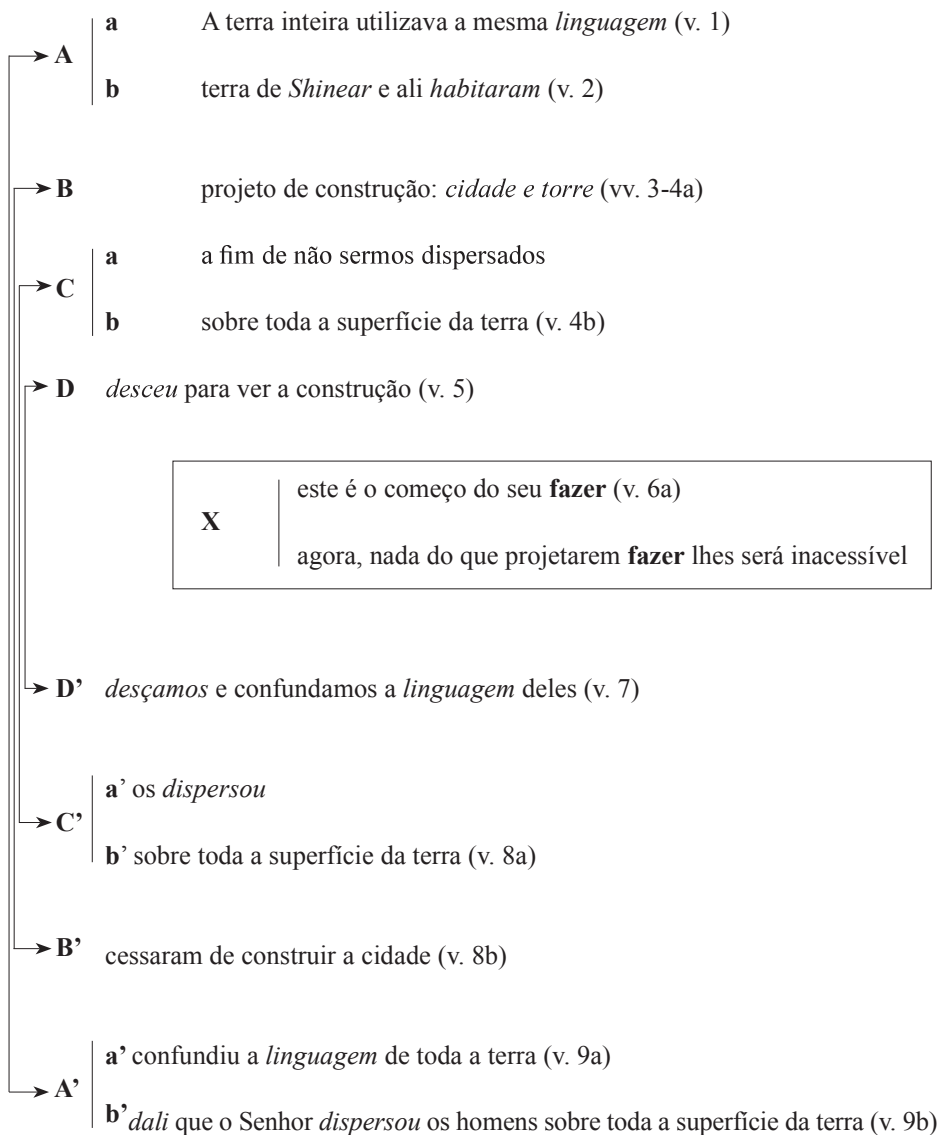 a A terra inteira utilizava a mesma linguagem (v. 1)
A
b terra de Shinear e ali habitaram (v. 2)
B projeto de construção: cidade e torre (vv. 3-4a)
a a fim de não sermos dispersados
C
b sobre toda a superfície da terra (v. 4b)
D desceu para ver a construção (v. 5)
este é o começo do seu fazer (v. 6a)
X
agora, nada do que projetarem fazer lhes será inacessível
D’ desçamos e confundamos a linguagem deles (v. 7)
a’ os dispersou
C’
b’ sobre toda a superfície da terra (v. 8a)
B’ cessaram de construir a cidade (v. 8b)
a’ confundiu a linguagem de toda a terra (v. 9a)
A’
b’ dali que o Senhor dispersou os homens sobre toda a superfície da terra (v. 9b)